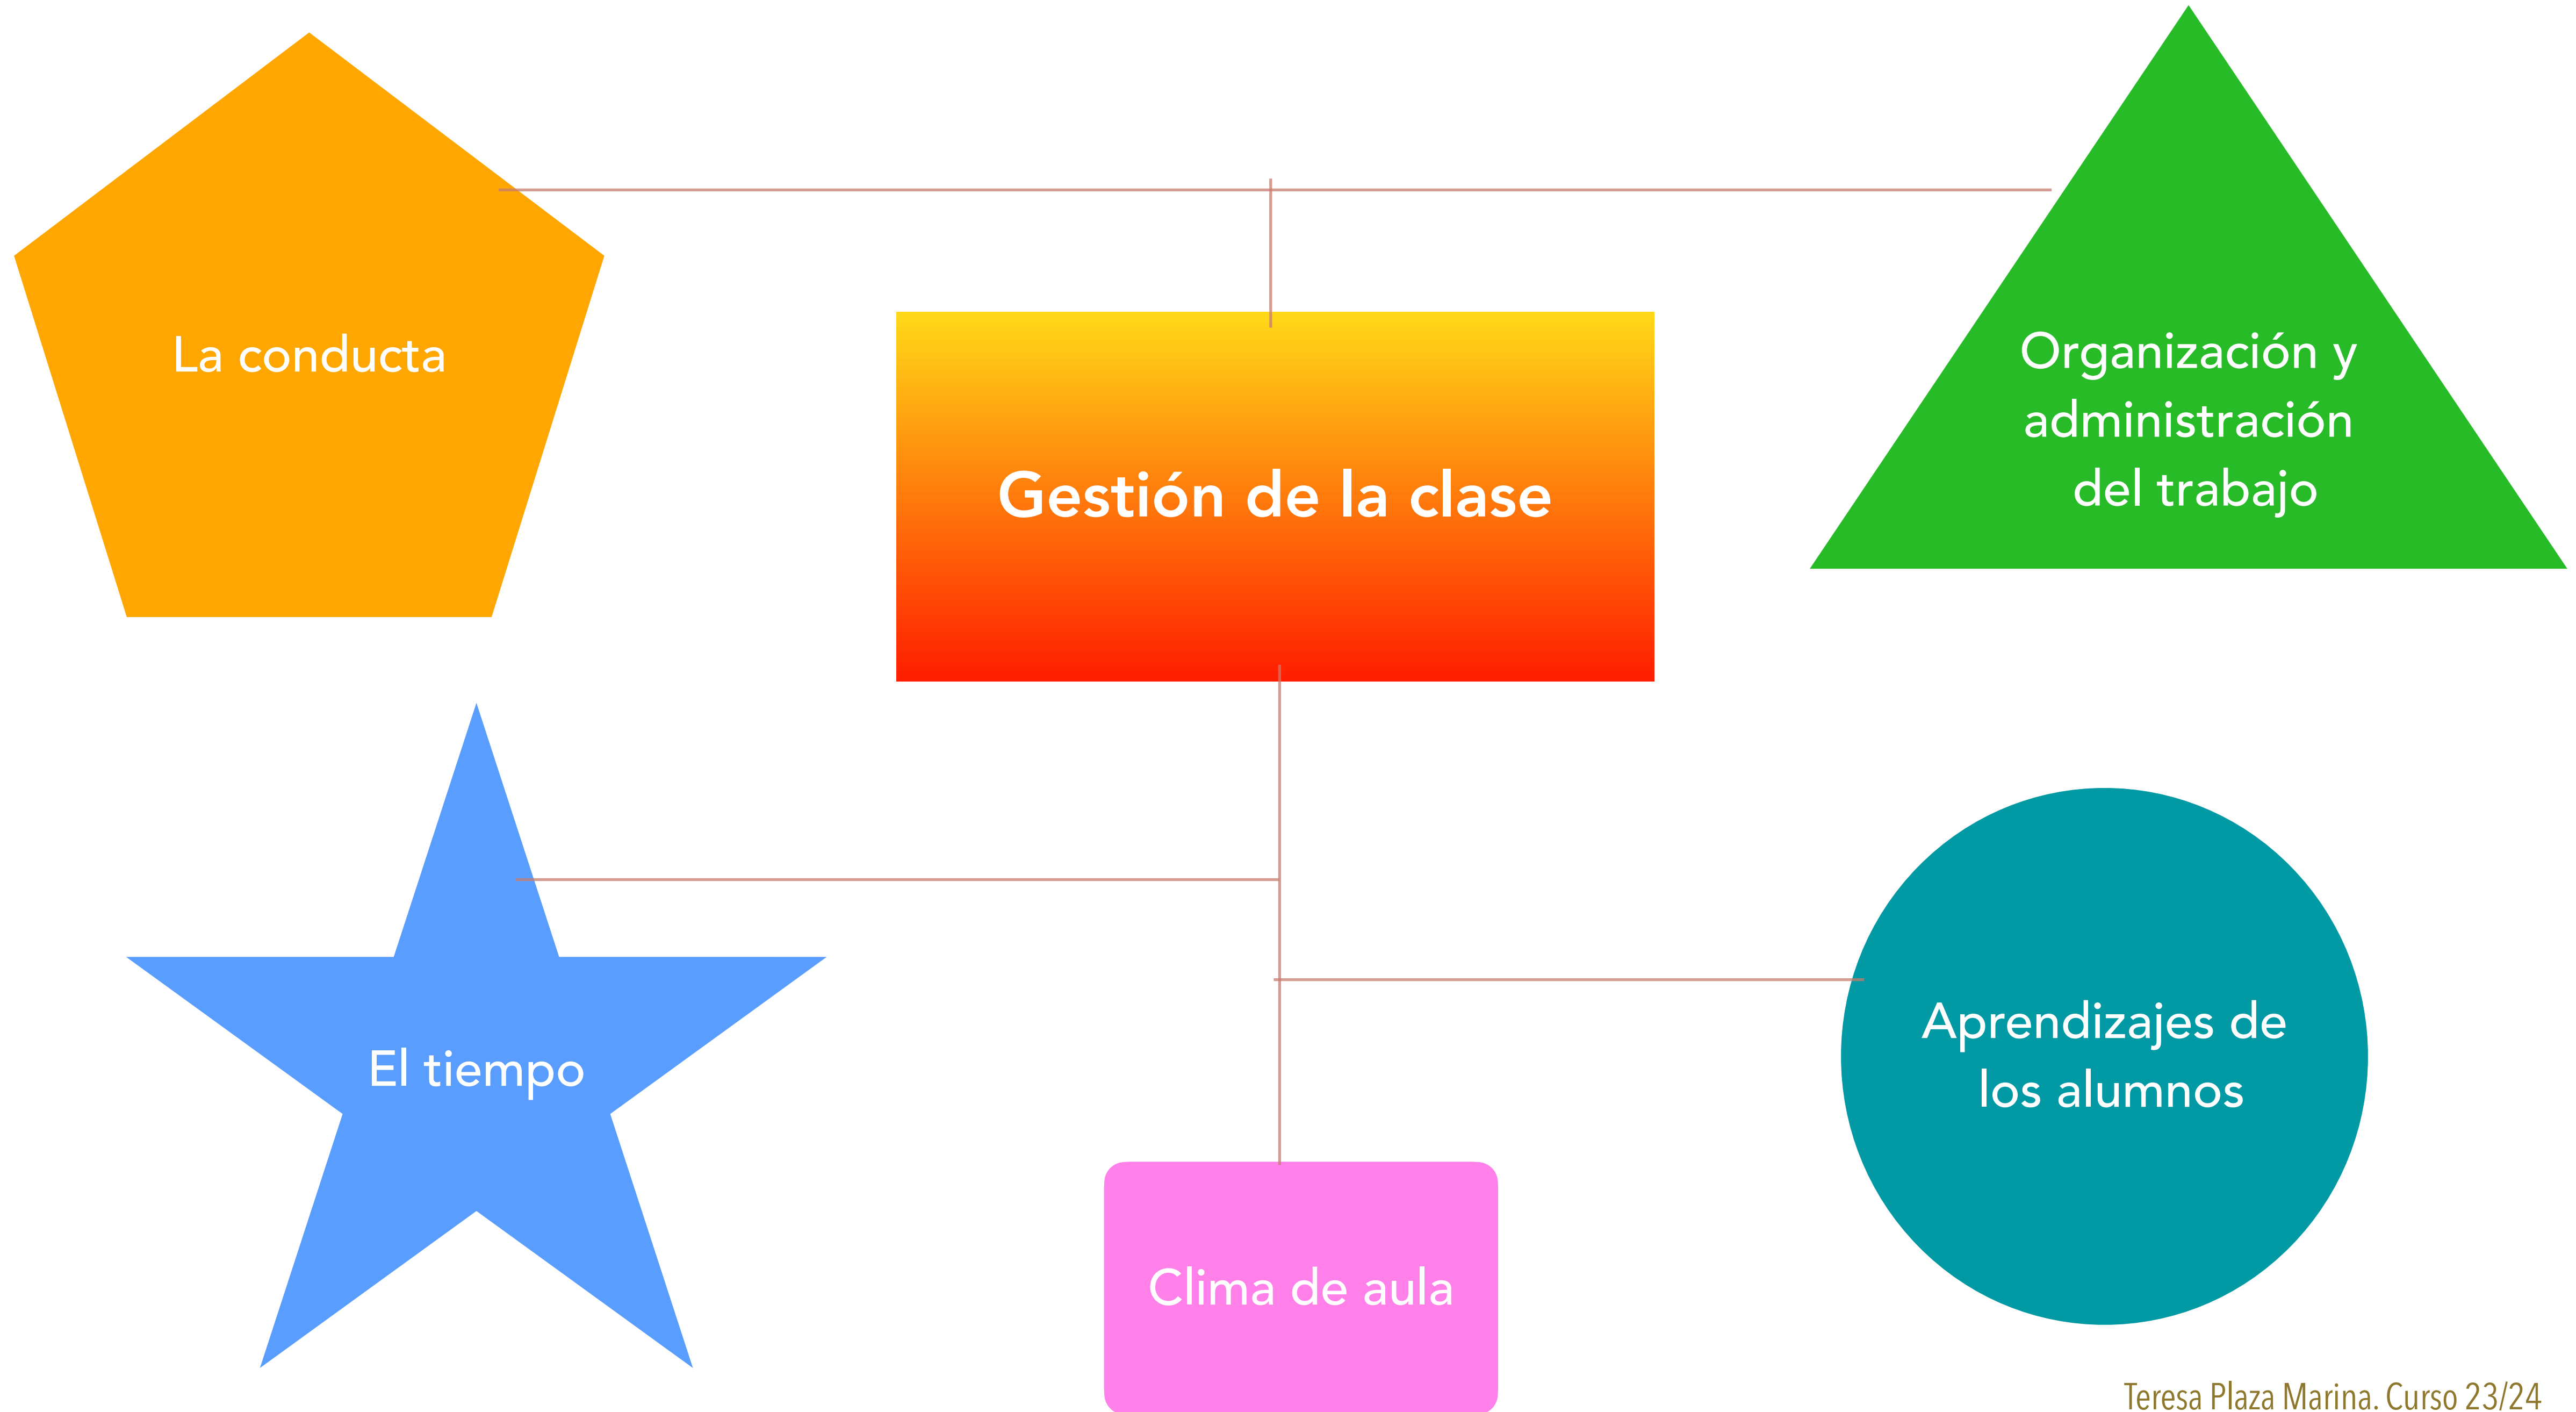 La conducta
Organización y
administración
del trabajo
Gestión de la clase
El tiempo
Aprendizajes de
los alumnos
Clima de aula
Teresa Plaza Marina. Curso 23/24